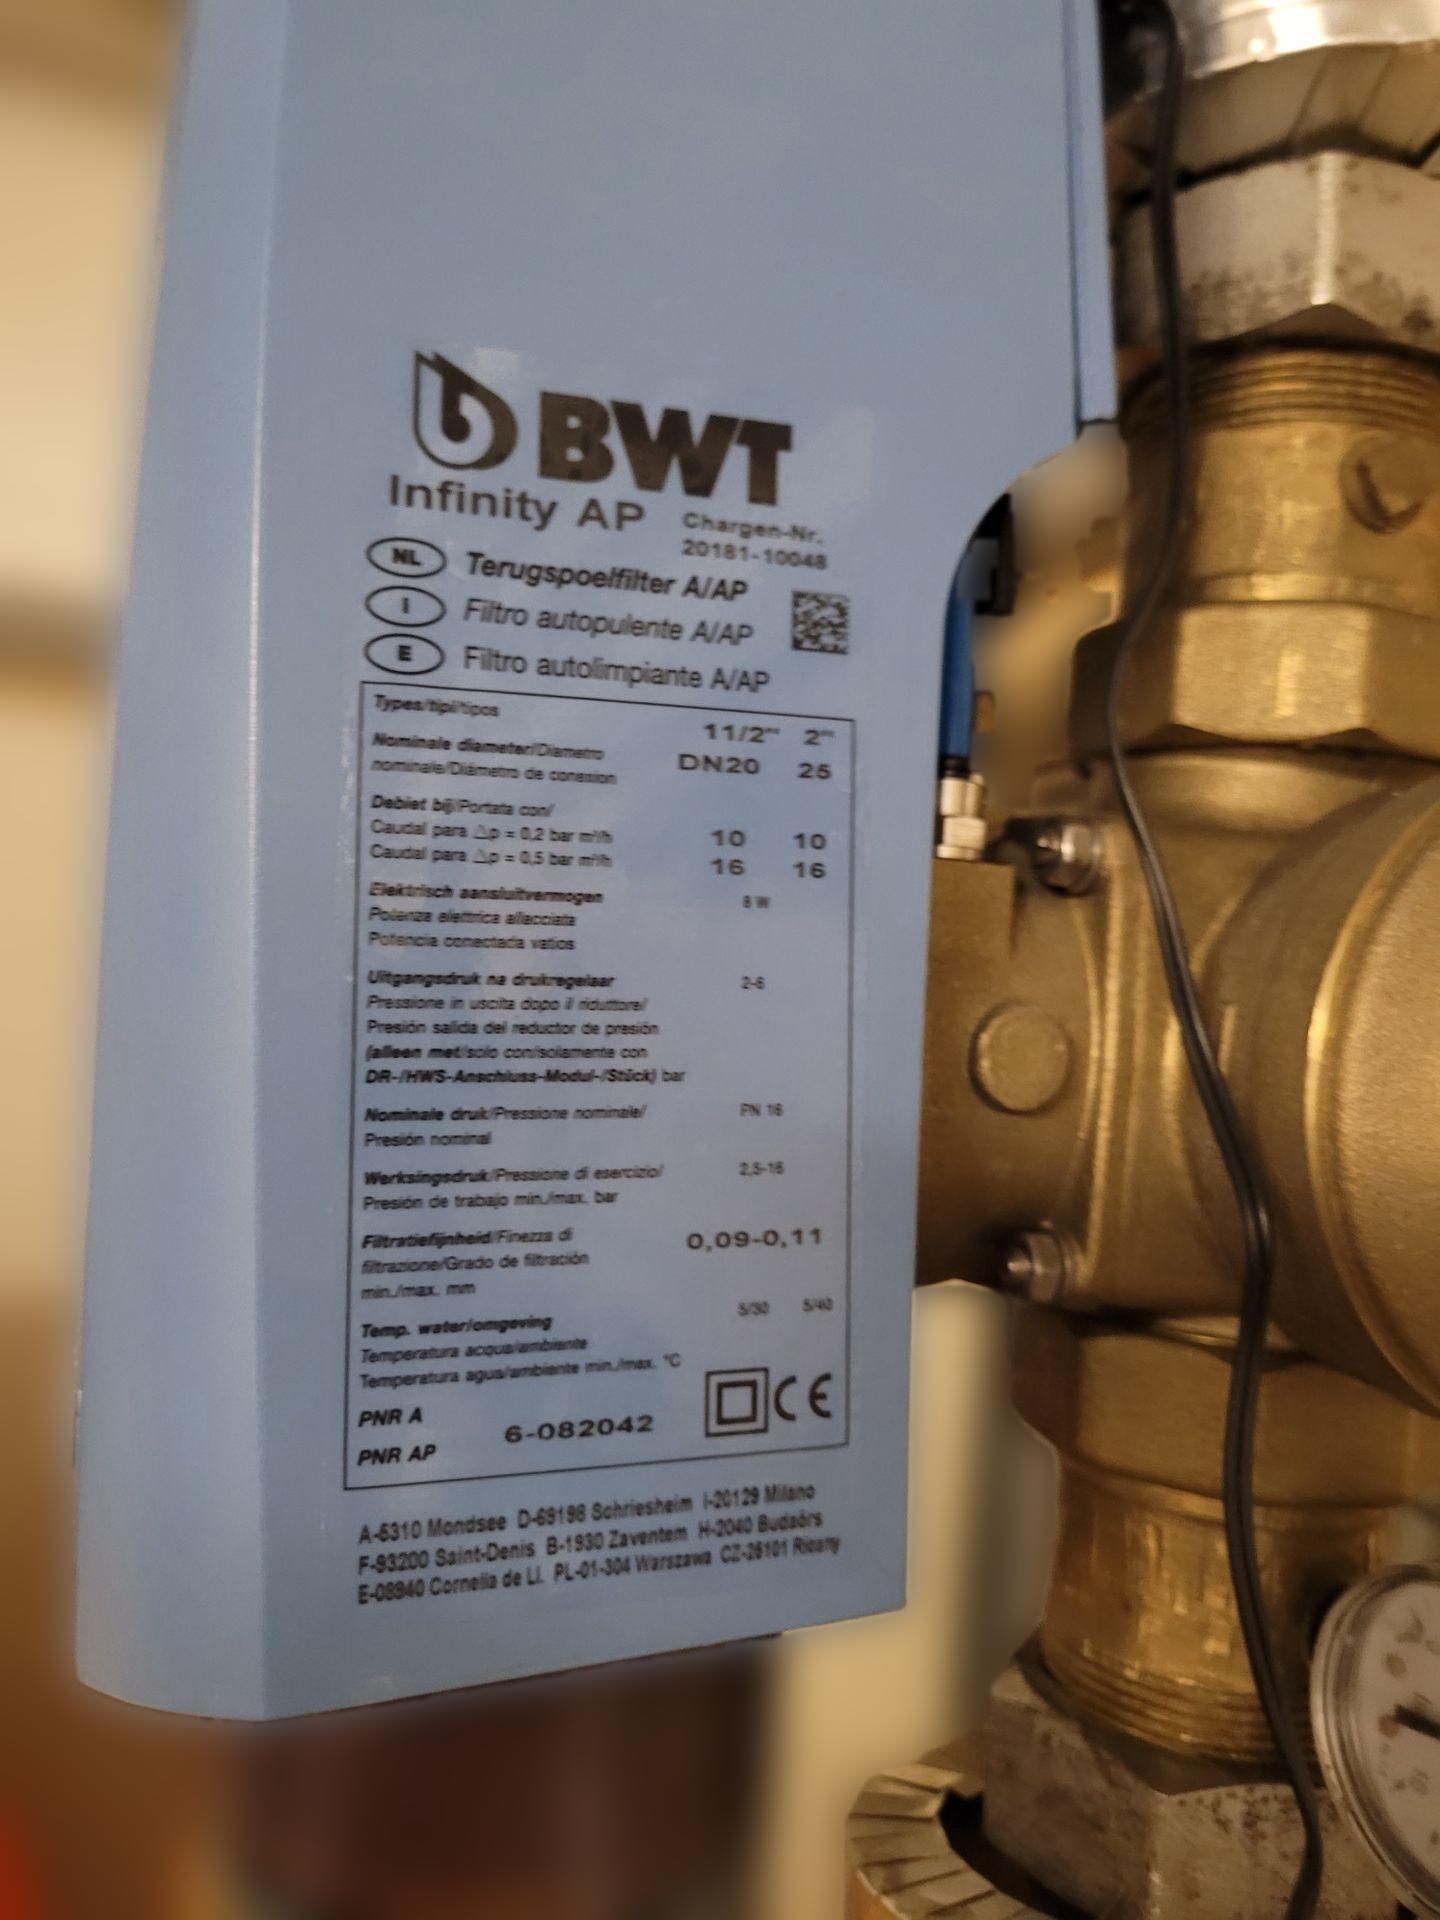 BWT
Infinity AP
Chargen-Nr.
20181-10048
NL Terugspoelfilter A/AP
I Filtro autopulente A/AP
E Filtro autolimpiante A/AP
Types/tipi/tipos 11/2" 2"
Nominale diameter/Diametro
nominale/Diámetro de conesion DN20 25
Debiet bij/Portata con/
Caudal para △p = 0,2 bar m³/h 10 10
Caudal para △p = 0,5 bar m³/h 16 16
Elektrisch aansluitvermogen 8 W
Potenza elettrica allacciata
Potencia conectada vatios
Uitgangsdruk na drukregelaar 2-6
Pressione in uscita dopo il riduttore/
Presión salida del reductor de presión
(alleen met/solo con/solamente con
DR-/HWS-Anschluss-Modul-/Stück) bar
Nominale druk/Pressione nominale/ PN 16
Presión nominal
Werksingsdruk/Pressione di esercizio/ 2,5-16
Presión de trabajo min./max. bar
Filtratiefijnheid/Finezza di 0,09-0,11
filtrazione/Grado de filtración
min./max. mm
Temp. water/omgeving 5/30 5/40
Temperatura acqua/ambiente
Temperatura agua/ambiente min./max. °C
PNR A
PNR AP 6-082042
CE
A-5310 Mondsee D-69198 Schriesheim I-20129 Milano
F-93200 Saint-Denis B-1930 Zaventem H-2040 Budaörs
E-08940 Cornella de Ll. PL-01-304 Warszawa CZ-26101 Ricany